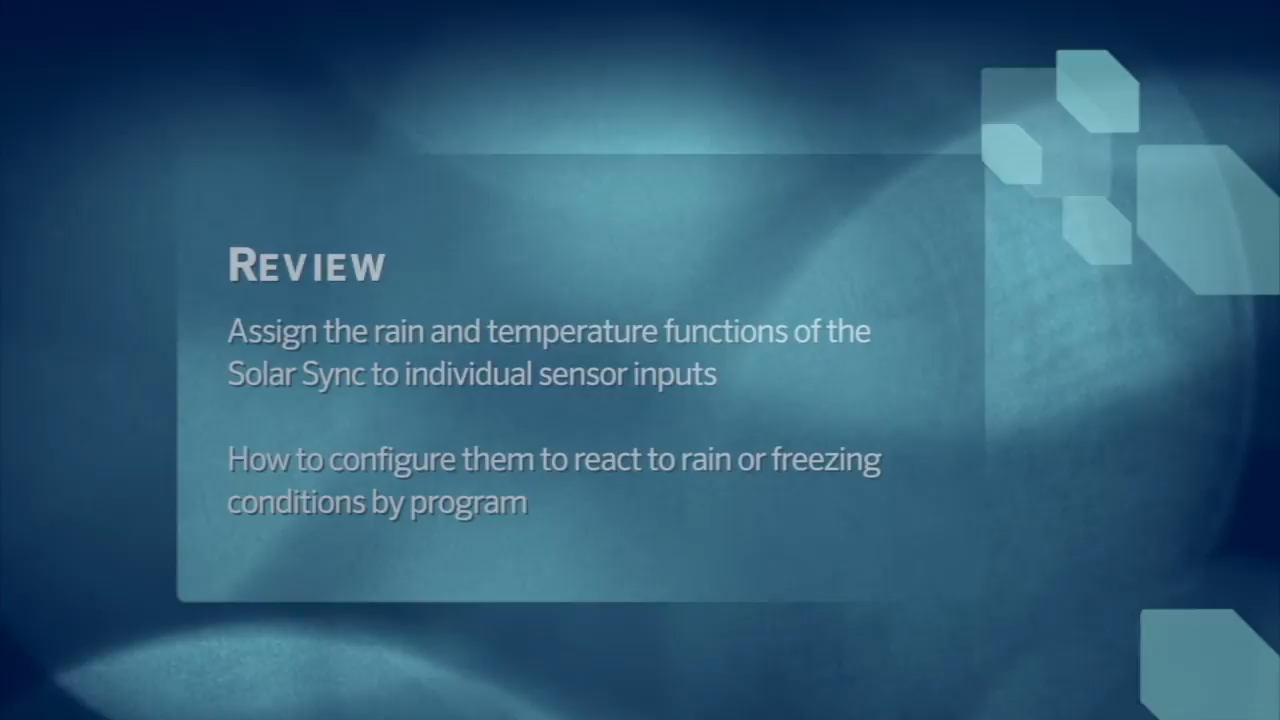 REVIEW
Assign the rain and temperature functions of the
Solar Sync to individual sensor inputs
How to configure them to react to rain or freezing
conditions by program